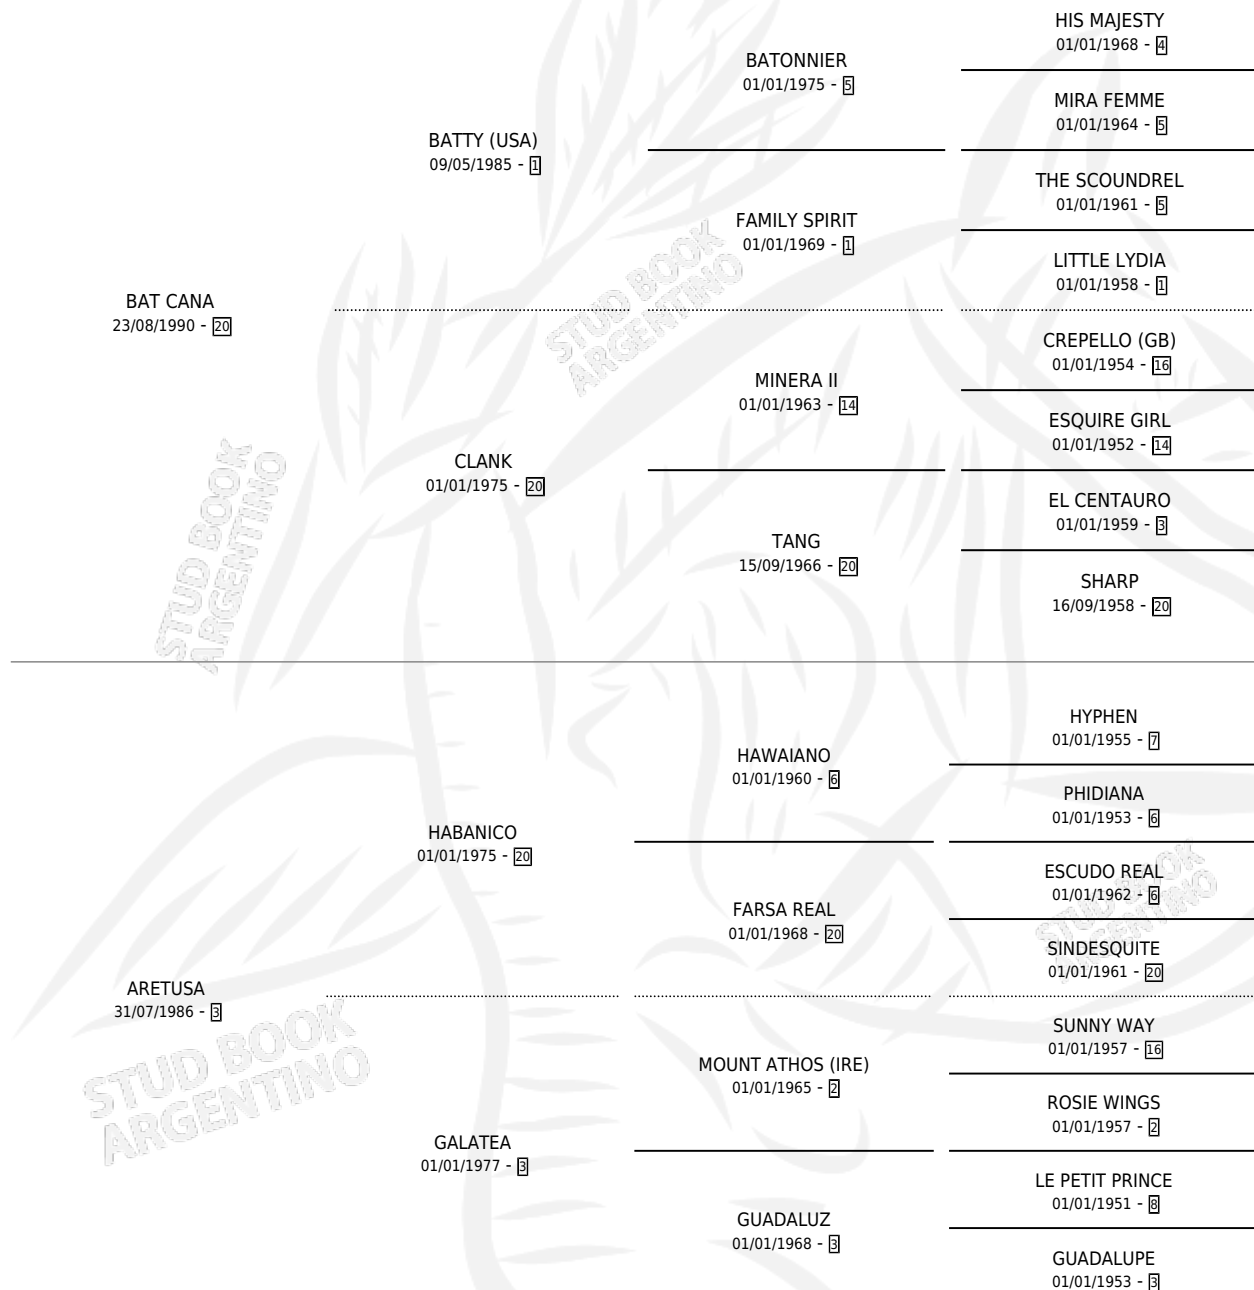 HIS MAJESTY
01/01/1968 - 4
BATONNIER
01/01/1975 - 5
MIRA FEMME
01/01/1964 - 5
BATTY (USA)
09/05/1985 - 1
THE SCOUNDREL
01/01/1961 - 5
FAMILY SPIRIT
01/01/1969 - 1
LITTLE LYDIA
01/01/1958 - 1
BAT CANA
23/08/1990 - 20
CREPELLO (GB)
01/01/1954 - 16
MINERA II
01/01/1963 - 14
ESQUIRE GIRL
01/01/1952 - 14
CLANK
01/01/1975 - 20
EL CENTAURO
01/01/1959 - 3
TANG
15/09/1966 - 20
SHARP
16/09/1958 - 20
HYPHEN
01/01/1955 - 7
HAWAIANO
01/01/1960 - 6
PHIDIANA
01/01/1953 - 6
HABANICO
01/01/1975 - 20
ESCUDO REAL
01/01/1962 - 6
FARSA REAL
01/01/1968 - 20
SINDESQUITE
01/01/1961 - 20
ARETUSA
31/07/1986 - 3
SUNNY WAY
01/01/1957 - 16
MOUNT ATHOS (IRE)
01/01/1965 - 2
ROSIE WINGS
01/01/1957 - 2
GALATEA
01/01/1977 - 3
LE PETIT PRINCE
01/01/1951 - 8
GUADALUZ
01/01/1968 - 3
GUADALUPE
01/01/1953 - 3
STUD BOOK
ARGENTINO
STUD BOOK
ARGENTINO
STUD BOOK
ARGENTINO
STUD BOOK
ARGENTINO